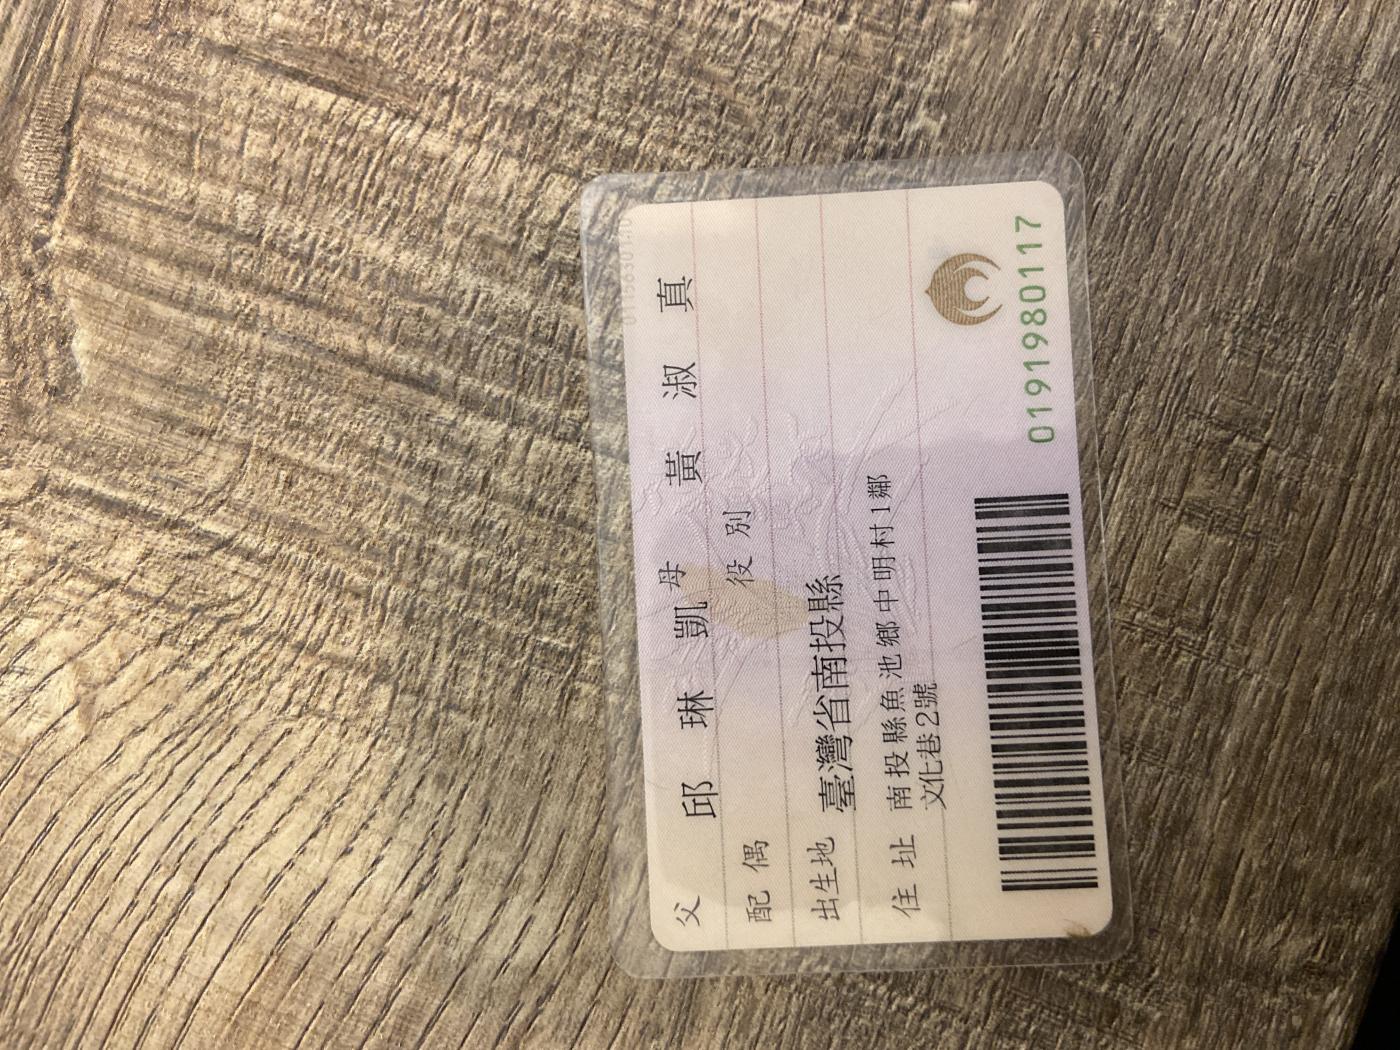 父 邱 琳 凱 母 黃 淑 真
配 偶 役 別
出生地 臺灣省南投縣
住 址 南投縣魚池鄉中明村1鄰
文化巷2號
0191980117